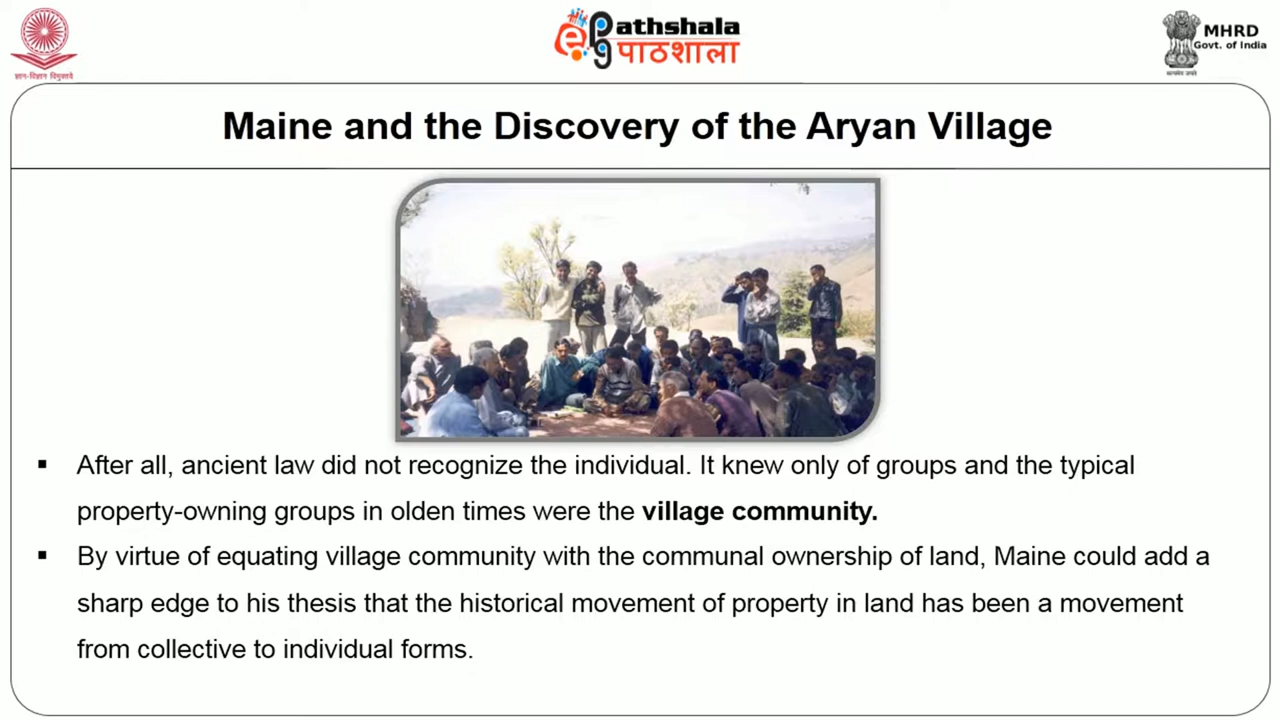 ज्ञान-विज्ञान विमुक्तये
ePathshala
पाठशाला
MHRD
Govt. of India
सत्यमेव जयते
Maine and the Discovery of the Aryan Village
▪ After all, ancient law did not recognize the individual. It knew only of groups and the typical
property-owning groups in olden times were the village community.
▪ By virtue of equating village community with the communal ownership of land, Maine could add a
sharp edge to his thesis that the historical movement of property in land has been a movement
from collective to individual forms.